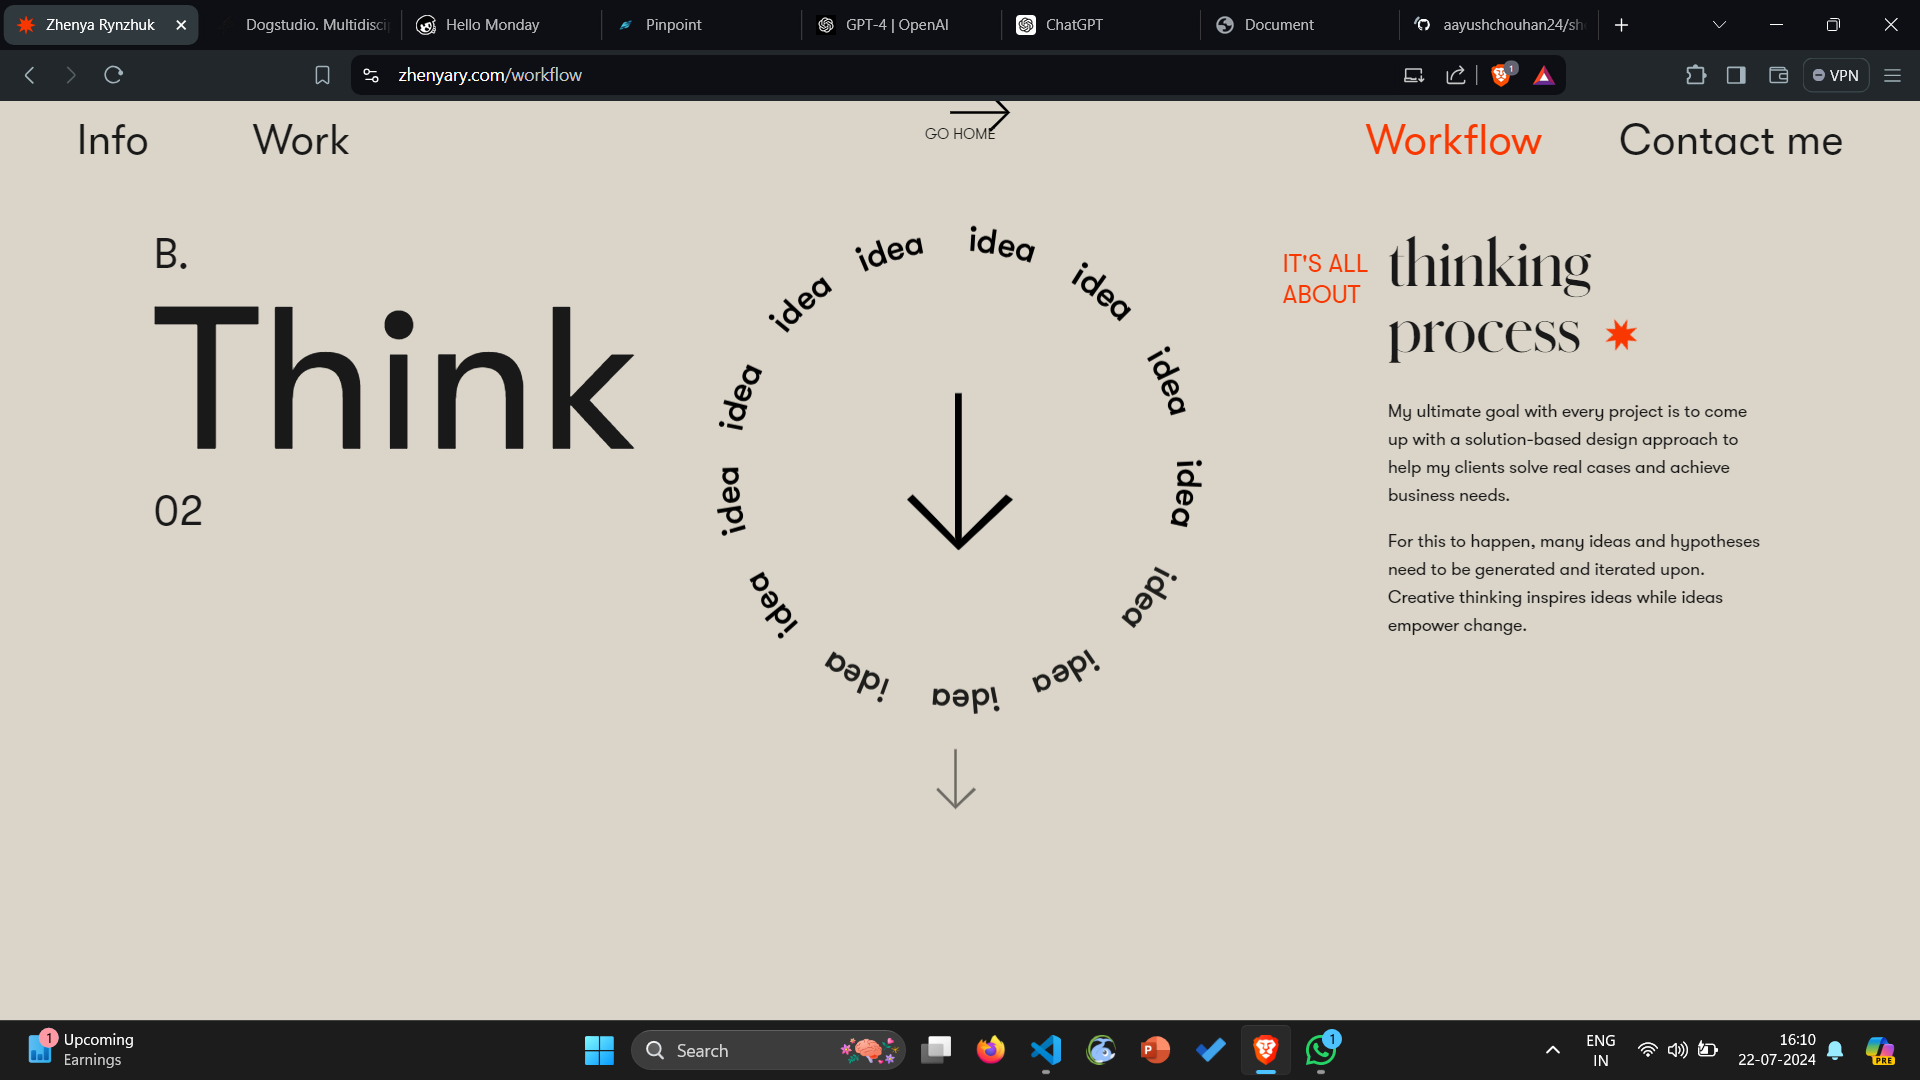 Zhenya Rynzhuk
Dogstudio. Multidisci
Hello Monday
Pinpoint
GPT-4 | OpenAI
ChatGPT
Document
aayushchouhan24/sh
zhenyary.com/workflow
1
VPN
Info
Work
GO HOME
Workflow
Contact me
B.
Think
02
idea
idea
idea
idea
idea
idea
idea
idea
idea
idea
idea
idea
idea
IT'S ALL
ABOUT
thinking
process
My ultimate goal with every project is to come
up with a solution-based design approach to
help my clients solve real cases and achieve
business needs.
For this to happen, many ideas and hypotheses
need to be generated and iterated upon.
Creative thinking inspires ideas while ideas
empower change.
1
Upcoming
Earnings
Search
P
1
ENG
IN
16:10
22-07-2024
PRE